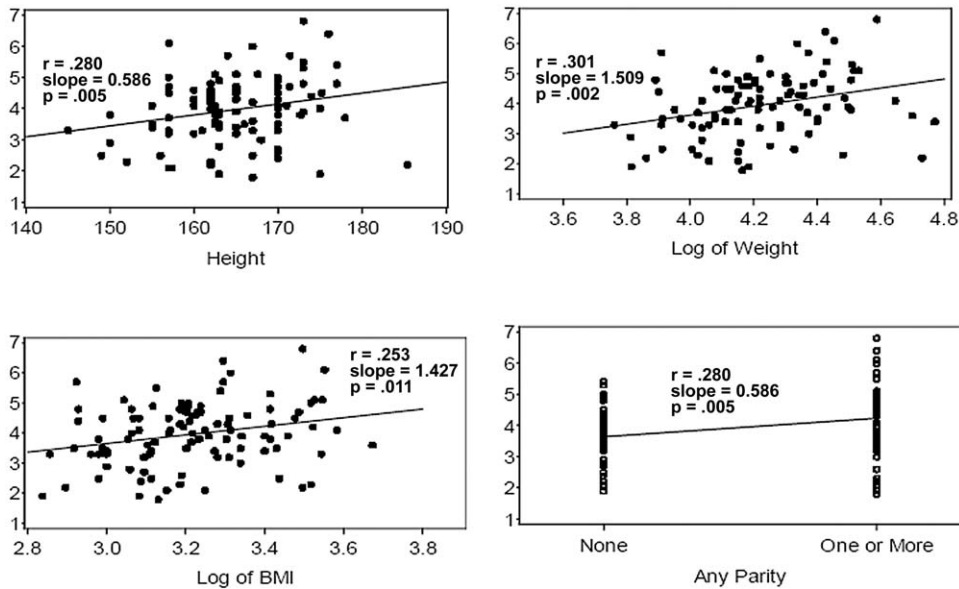 7
6
5
4
3
2
1
r = .280
slope = 0.586
p = .005
140 150 160 170 180 190
Height
7
6
5
4
3
2
1
r = .301
slope = 1.509
p = .002
3.6 3.8 4.0 4.2 4.4 4.6 4.8
Log of Weight
7
6
5
4
3
2
1
r = .253
slope = 1.427
p = .011
2.8 3.0 3.2 3.4 3.6 3.8
Log of BMI
7
6
5
4
3
2
1
r = .280
slope = 0.586
p = .005
None One or More
Any Parity